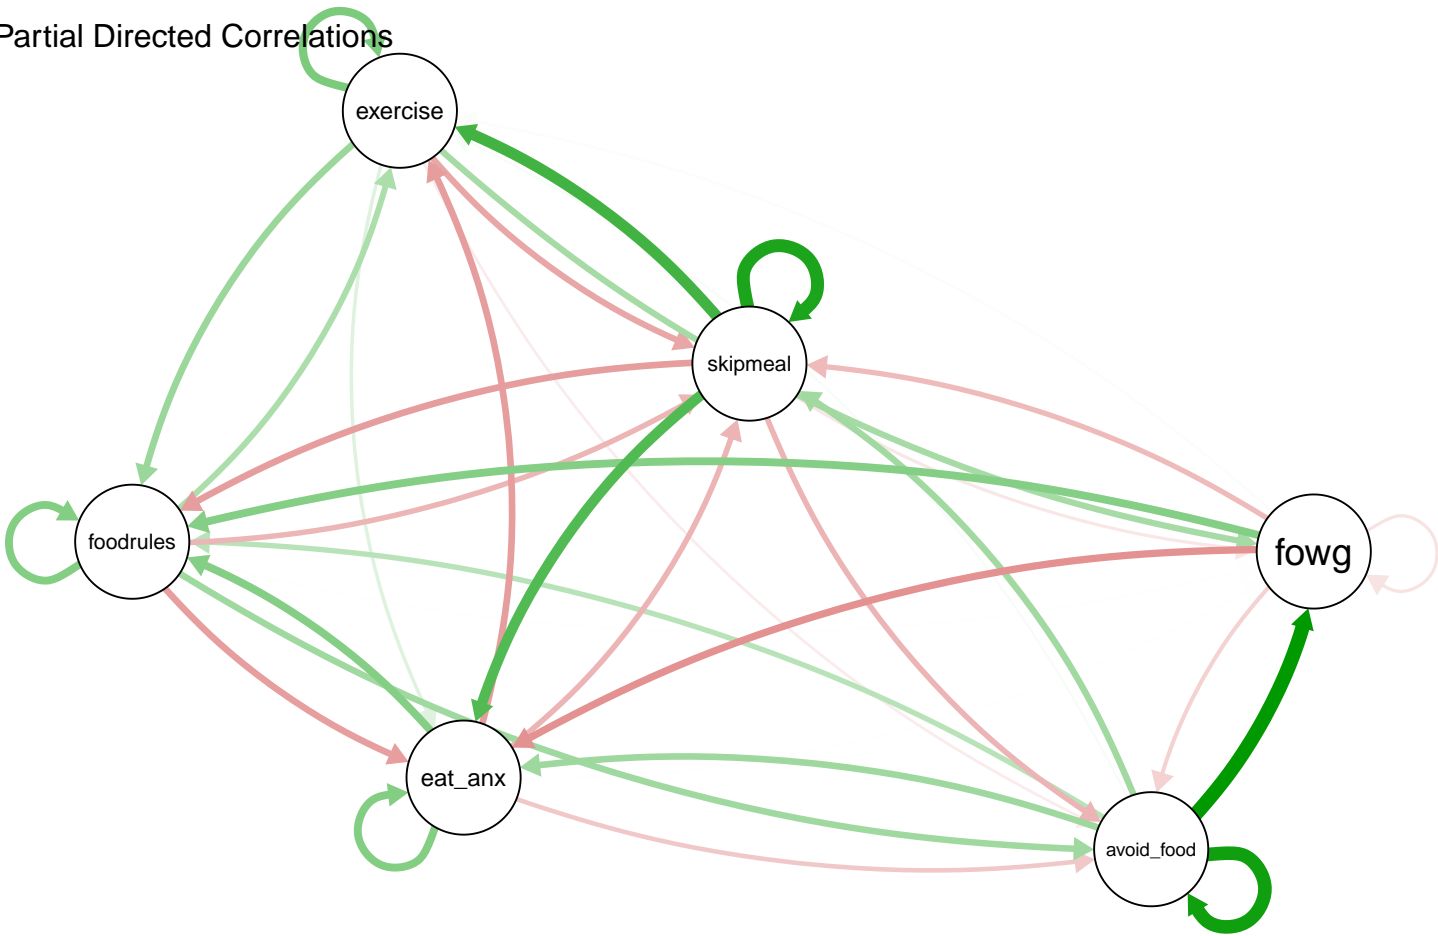 Partial Directed Correlations
exercise
skipmeal
foodrules
fowg
eat_anx
avoid_food